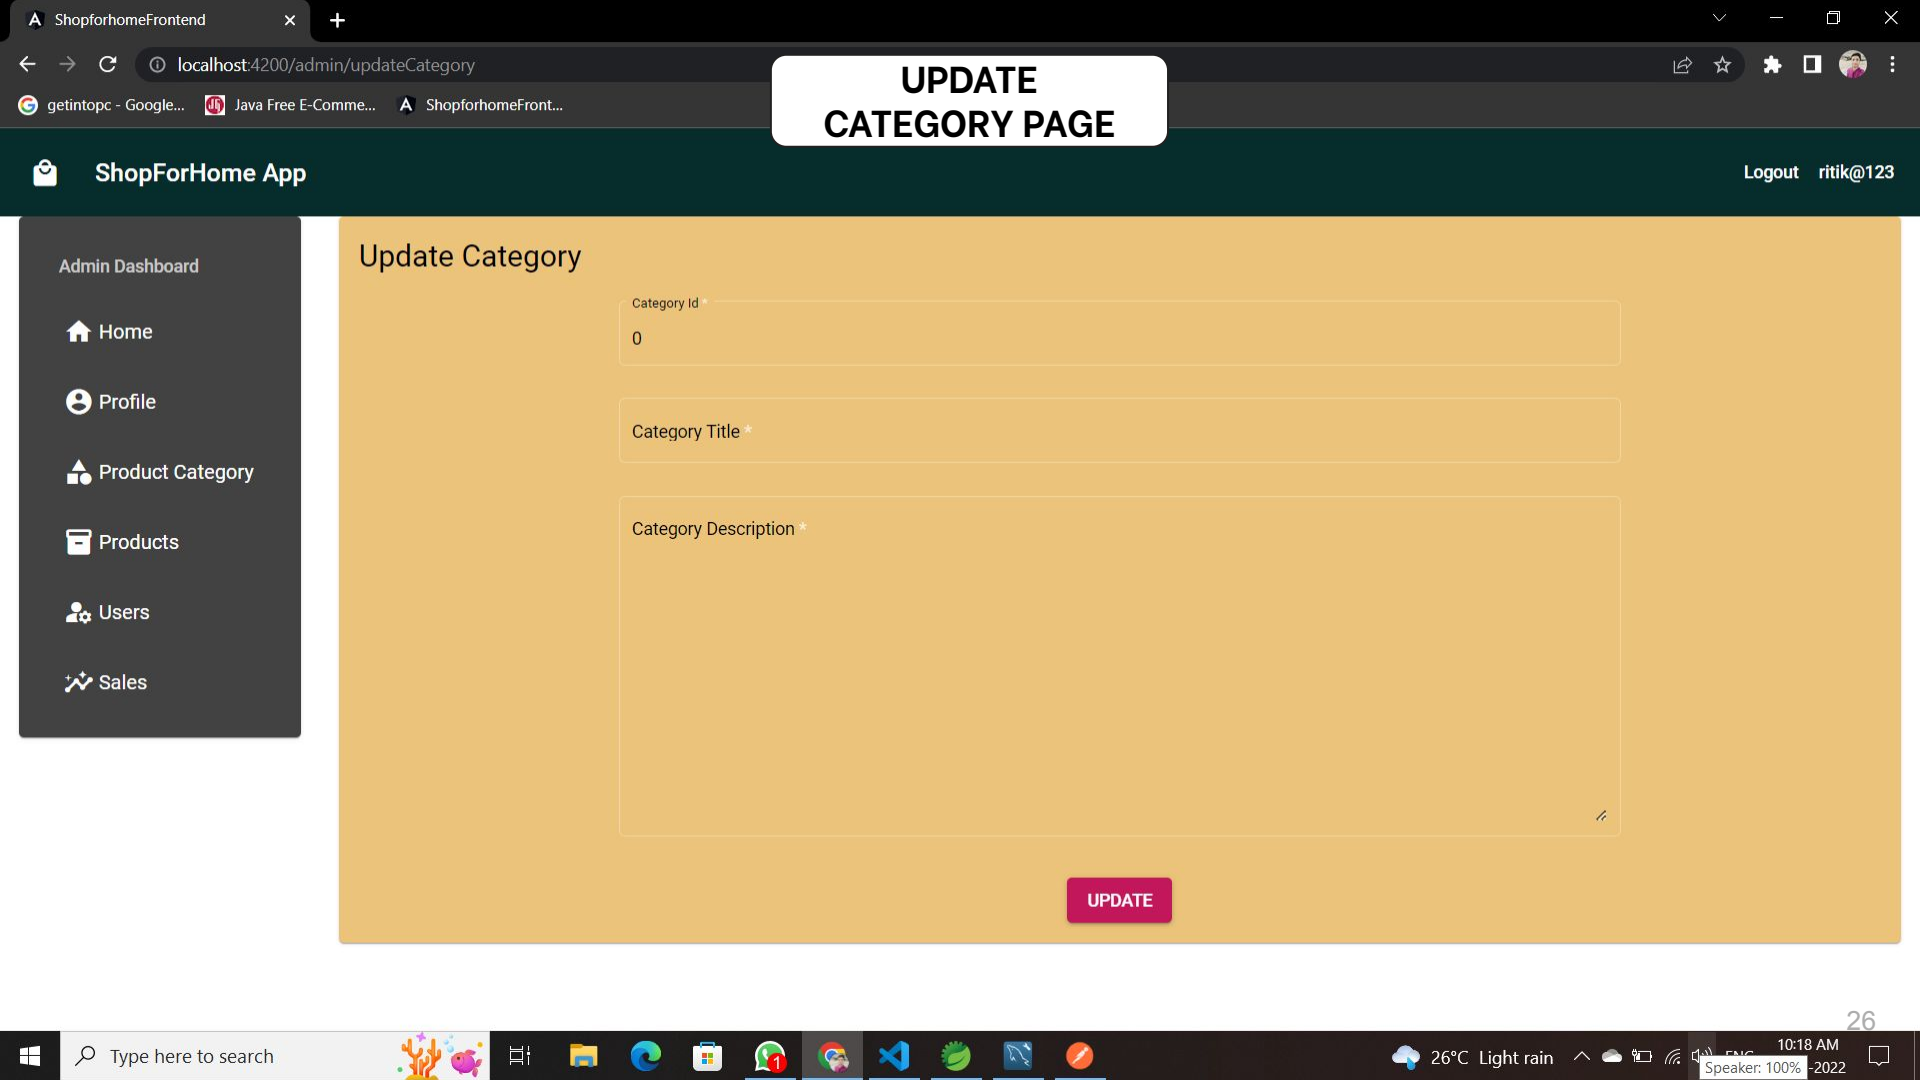 ShopforhomeFrontend
localhost:4200/admin/updateCategory
UPDATE
CATEGORY PAGE
getintopc - Google...
Java Free E-Comme...
ShopforhomeFront...
ShopForHome App
Logout
ritik@123
Admin Dashboard
Home
Profile
Product Category
Products
Users
Sales
Update Category
Category Id *
0
Category Title *
Category Description *
UPDATE
26
Type here to search
1
26°C Light rain
10:18 AM
Speaker: 100%
-2022